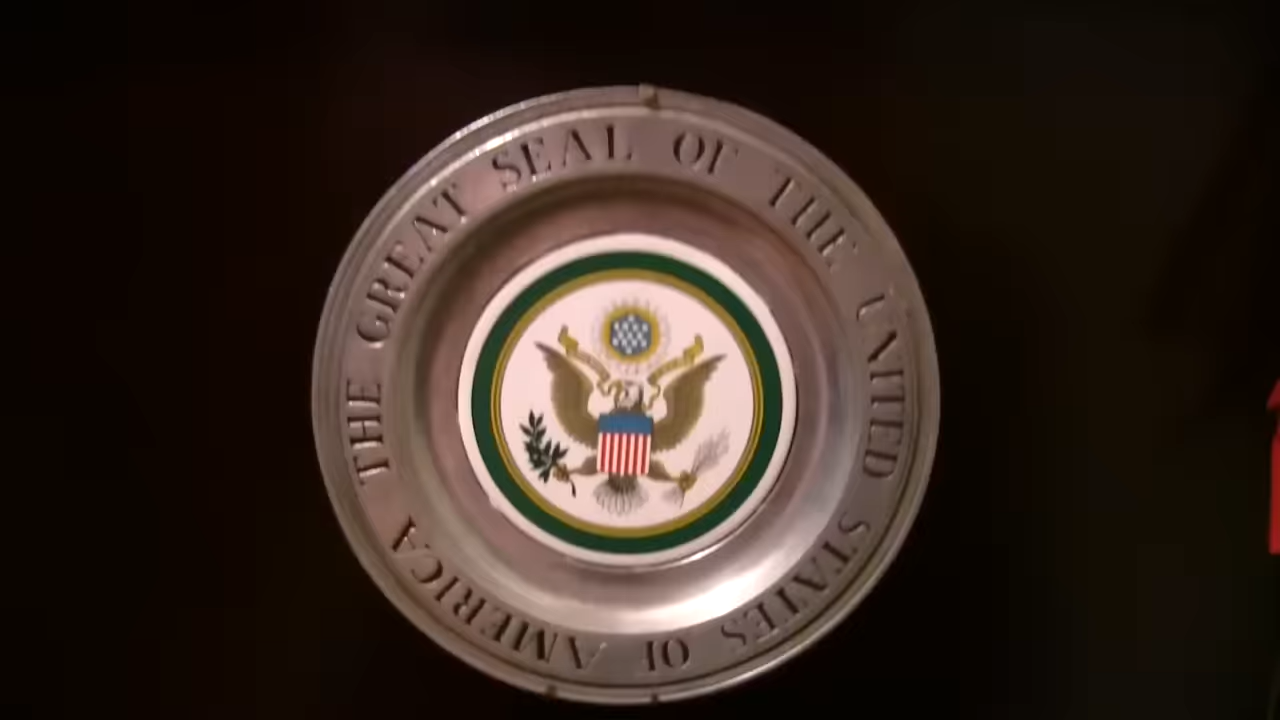 THE GREAT SEAL OF THE UNITED STATES OF AMERICA